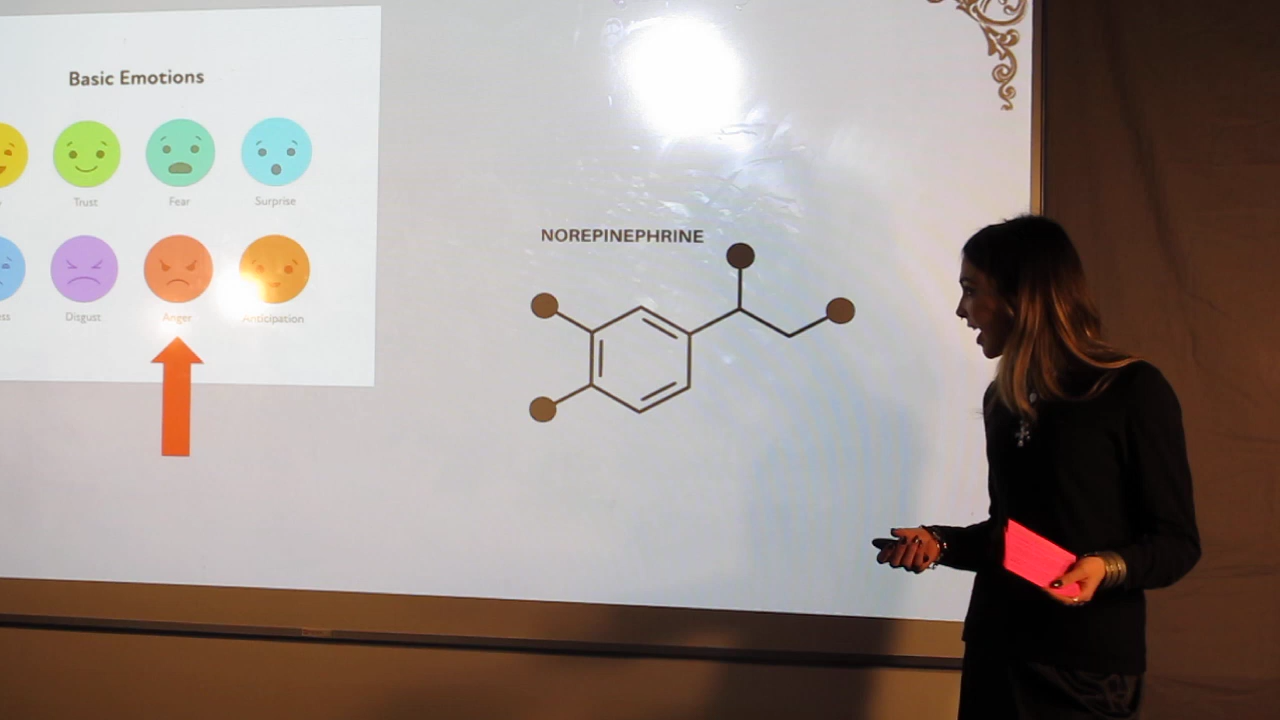 Basic Emotions
Trust
Fear
Surprise
Disgust
Anger
Anticipation
NOREPINEPHRINE